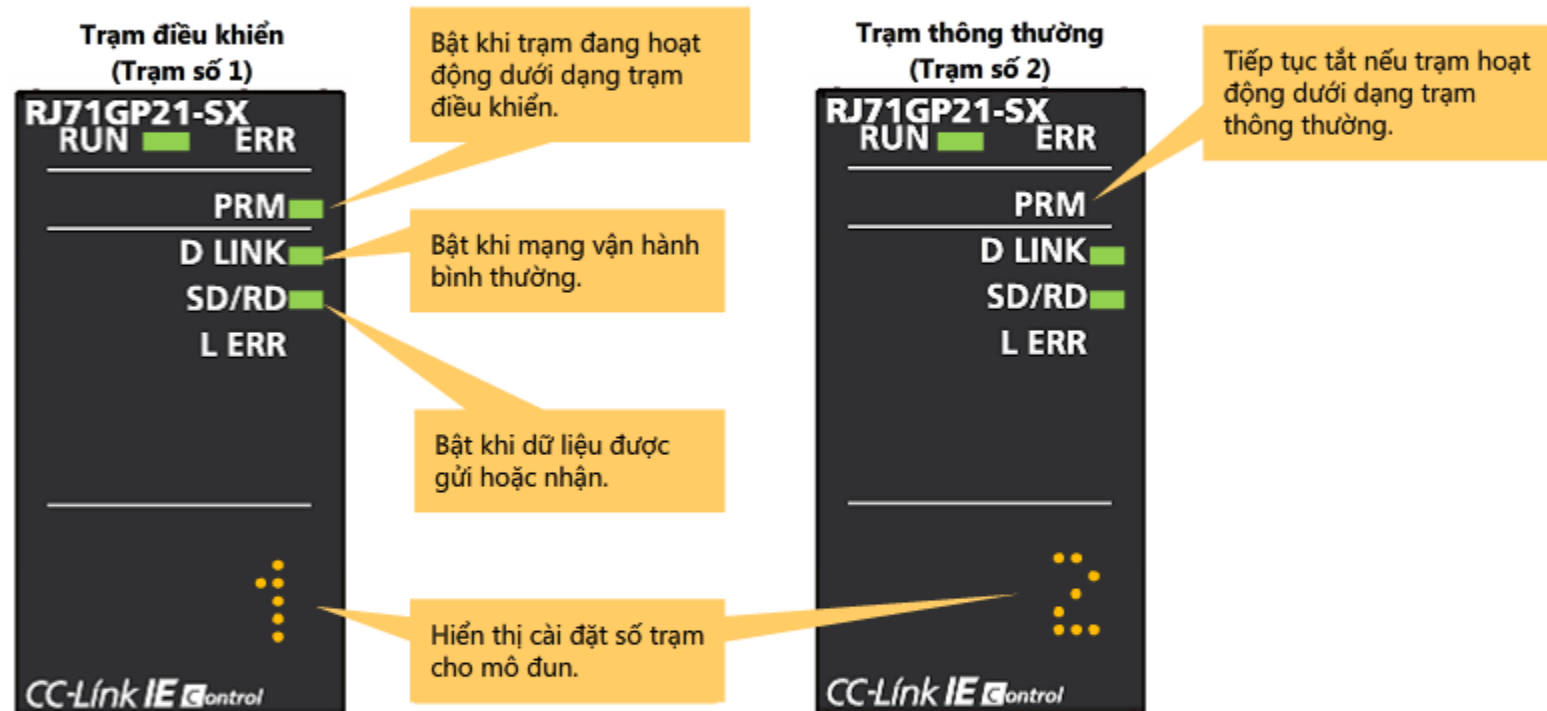 Trạm điều khiển
(Trạm số 1)
RJ71GP21-SX
RUN ERR
PRM
D LINK
SD/RD
L ERR
1
CC-Línk IE Control
Bật khi trạm đang hoạt
động dưới dạng trạm
điều khiển.
Bật khi mạng vận hành
bình thường.
Bật khi dữ liệu được
gửi hoặc nhận.
Hiển thị cài đặt số trạm
cho mô đun.
Trạm thông thường
(Trạm số 2)
RJ71GP21-SX
RUN ERR
PRM
D LINK
SD/RD
L ERR
2
CC-Línk IE Control
Tiếp tục tắt nếu trạm hoạt
động dưới dạng trạm
thông thường.